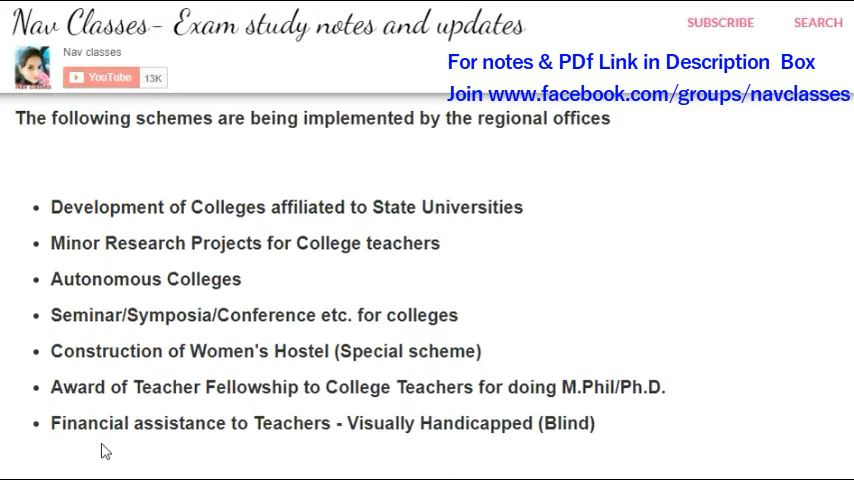 Nav Classes- Exam study notes and updates
SUBSCRIBE
SEARCH
Nav classes
YouTube
13K
Nav Classes
For notes & PDf Link in Description Box
Join www.facebook.com/groups/navclasses
The following schemes are being implemented by the regional offices
• Development of Colleges affiliated to State Universities
• Minor Research Projects for College teachers
• Autonomous Colleges
• Seminar/Symposia/Conference etc. for colleges
• Construction of Women's Hostel (Special scheme)
• Award of Teacher Fellowship to College Teachers for doing M.Phil/Ph.D.
• Financial assistance to Teachers - Visually Handicapped (Blind)